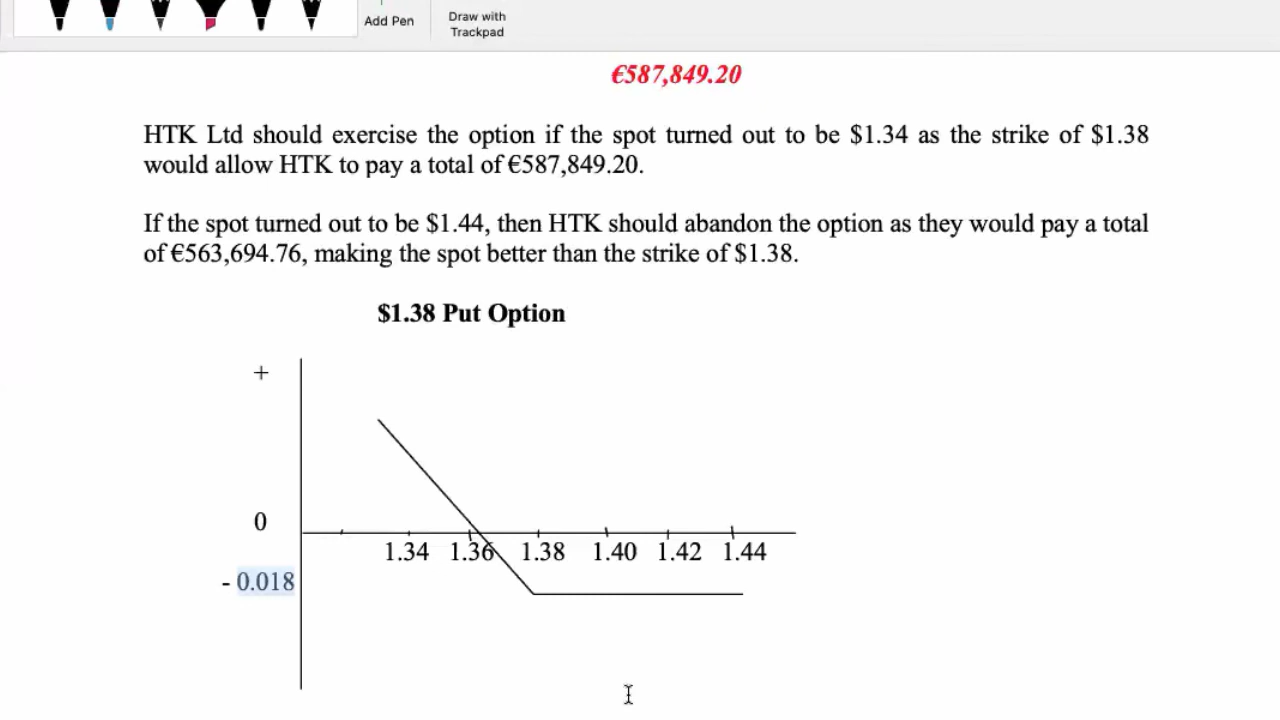 Add Pen
Draw with
Trackpad
€587,849.20
HTK Ltd should exercise the option if the spot turned out to be $1.34 as the strike of $1.38
would allow HTK to pay a total of €587,849.20.
If the spot turned out to be $1.44, then HTK should abandon the option as they would pay a total
of €563,694.76, making the spot better than the strike of $1.38.
$1.38 Put Option
+
0
1.34 1.36 1.38 1.40 1.42 1.44
- 0.018